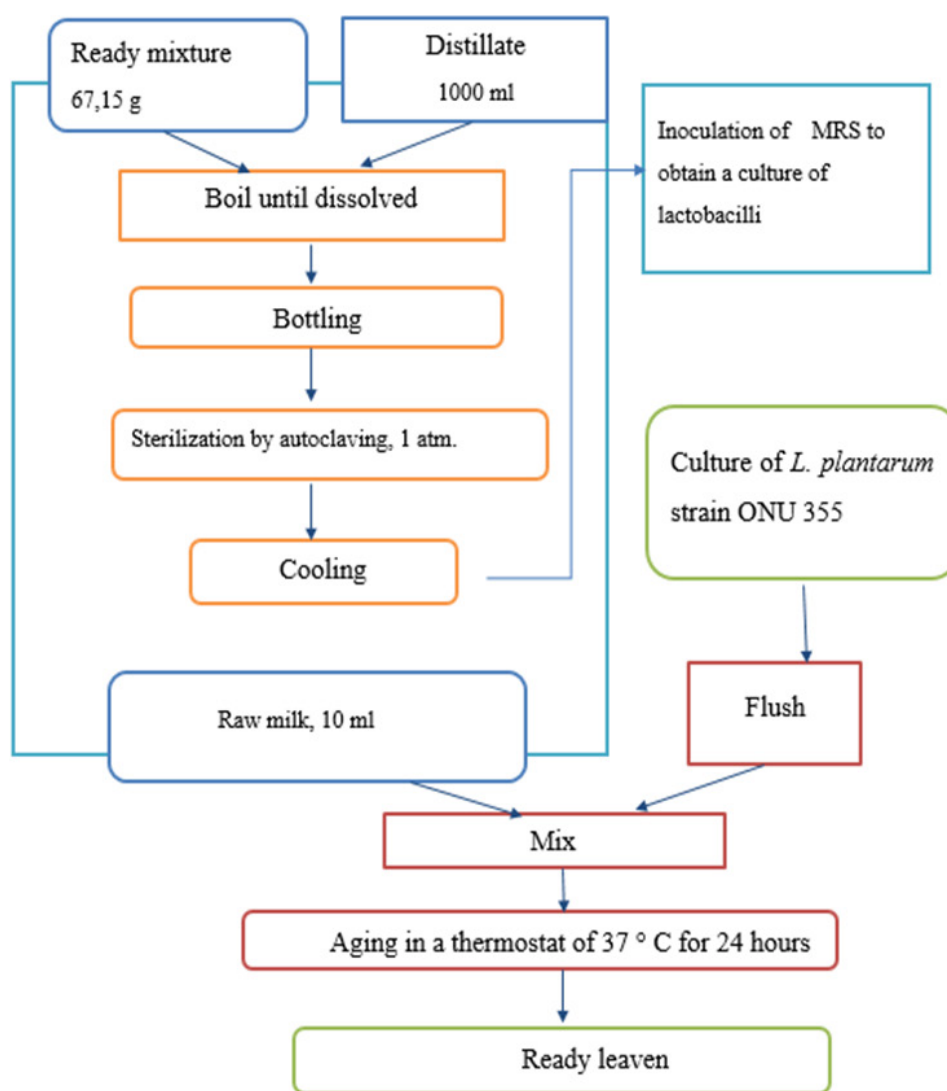 Ready mixture
67,15 g
Distillate
1000 ml
Boil until dissolved
Inoculation of MRS to
obtain a culture of
lactobacilli
Bottling
Sterilization by autoclaving, 1 atm.
Cooling
Culture of L. plantarum
strain ONU 355
Flush
Raw milk, 10 ml
Mix
Aging in a thermostat of 37 ° C for 24 hours
Ready leaven